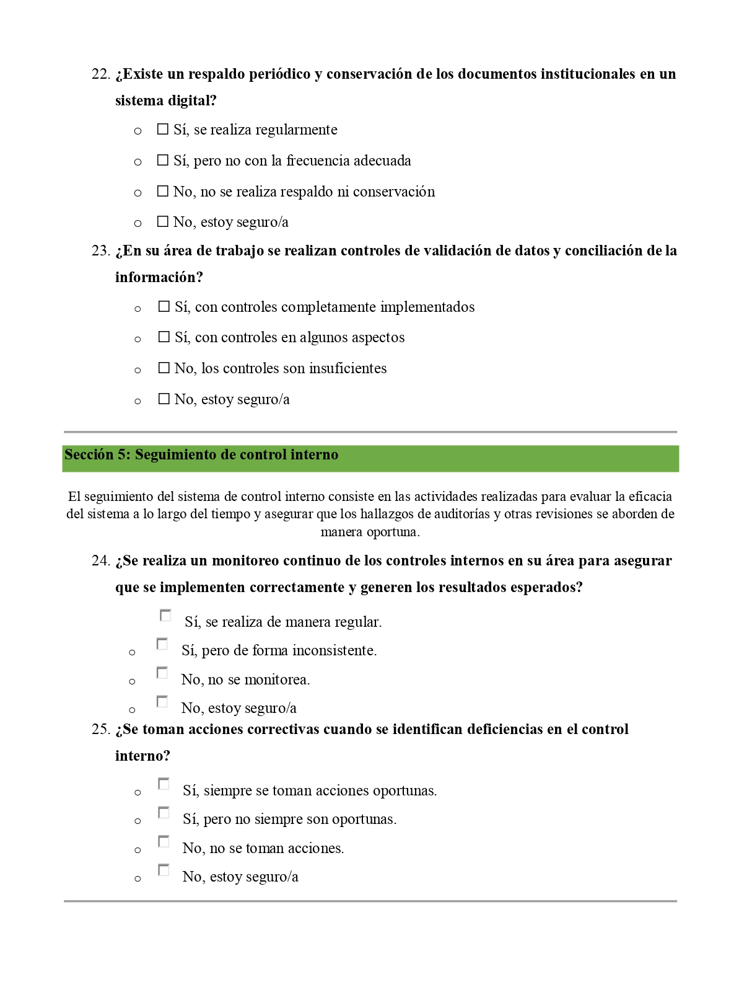 22. ¿Existe un respaldo periódico y conservación de los documentos institucionales en un
sistema digital?
o ☐ Sí, se realiza regularmente
o ☐ Sí, pero no con la frecuencia adecuada
o ☐ No, no se realiza respaldo ni conservación
o ☐ No, estoy seguro/a
23. ¿En su área de trabajo se realizan controles de validación de datos y conciliación de la
información?
o ☐ Sí, con controles completamente implementados
o ☐ Sí, con controles en algunos aspectos
o ☐ No, los controles son insuficientes
o ☐ No, estoy seguro/a
Sección 5: Seguimiento de control interno
El seguimiento del sistema de control interno consiste en las actividades realizadas para evaluar la eficacia
del sistema a lo largo del tiempo y asegurar que los hallazgos de auditorías y otras revisiones se aborden de
manera oportuna.
24. ¿Se realiza un monitoreo continuo de los controles internos en su área para asegurar
que se implementen correctamente y generen los resultados esperados?
☐ Sí, se realiza de manera regular.
o ☐ Sí, pero de forma inconsistente.
o ☐ No, no se monitorea.
o ☐ No, estoy seguro/a
25. ¿Se toman acciones correctivas cuando se identifican deficiencias en el control
interno?
o ☐ Sí, siempre se toman acciones oportunas.
o ☐ Sí, pero no siempre son oportunas.
o ☐ No, no se toman acciones.
o ☐ No, estoy seguro/a